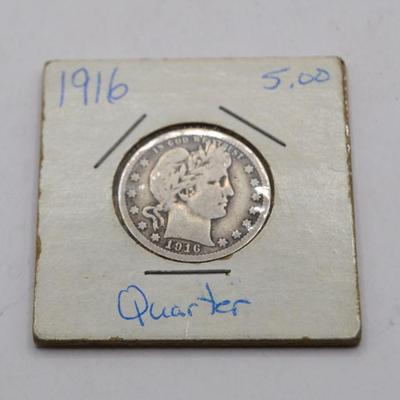 1916 5.00
IN GOD WE TRUST
1916
Quarter